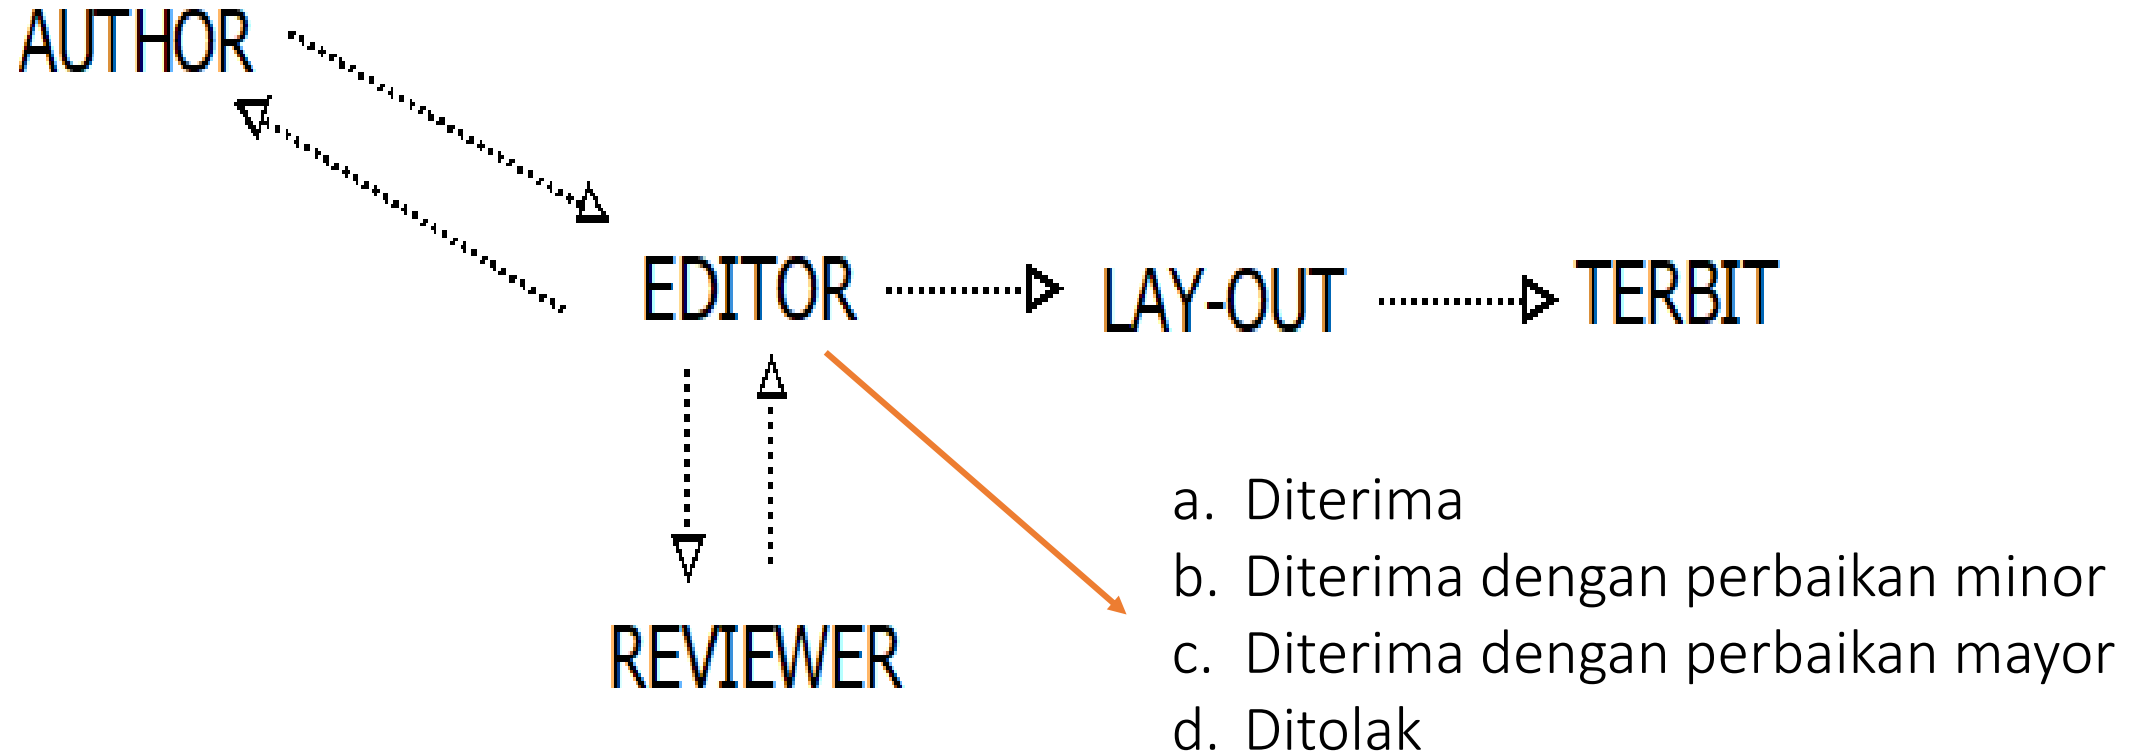 AUTHOR
EDITOR
LAY-OUT
TERBIT
REVIEWER
a. Diterima
b. Diterima dengan perbaikan minor
c. Diterima dengan perbaikan mayor
d. Ditolak